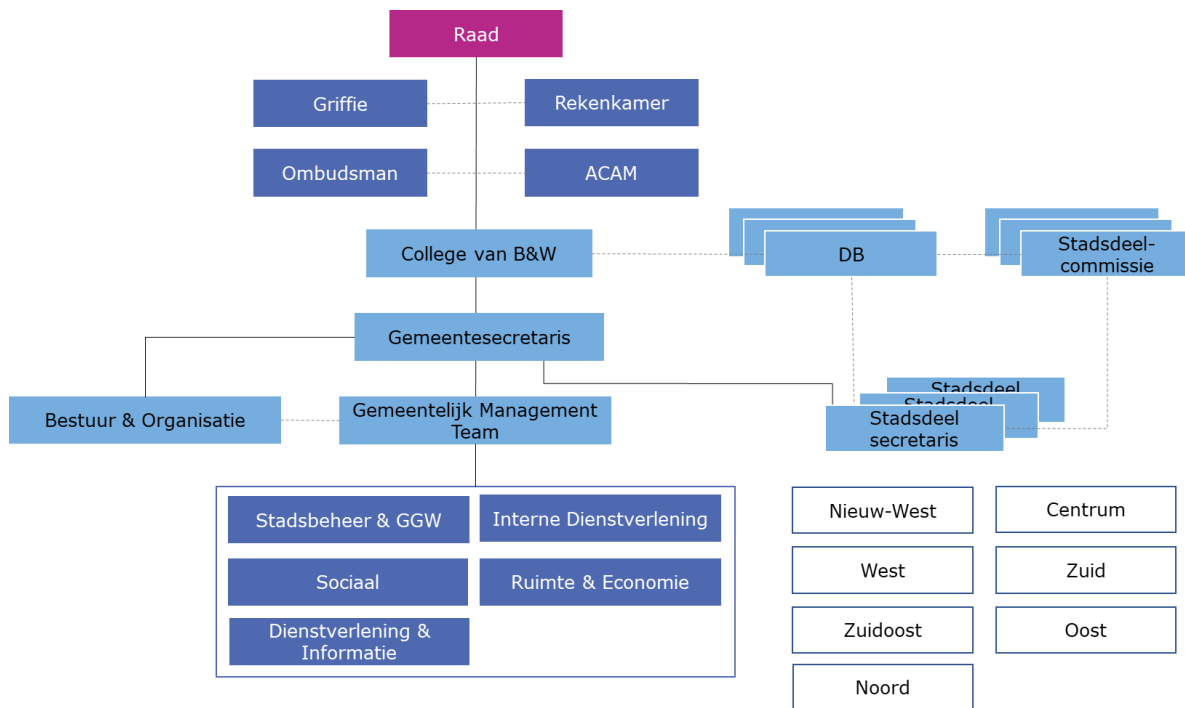 Raad
Griffie
Rekenkamer
Ombudsman
ACAM
College van B&W
DB
Stadsdeel-
commissie
Gemeentesecretaris
Bestuur & Organisatie
Gemeentelijk Management
Team
Stadsdeel
Stadsdeel
Stadsdeel
secretaris
Stadsbeheer & GGW
Interne Dienstverlening
Sociaal
Ruimte & Economie
Dienstverlening &
Informatie
Nieuw-West
Centrum
West
Zuid
Zuidoost
Oost
Noord